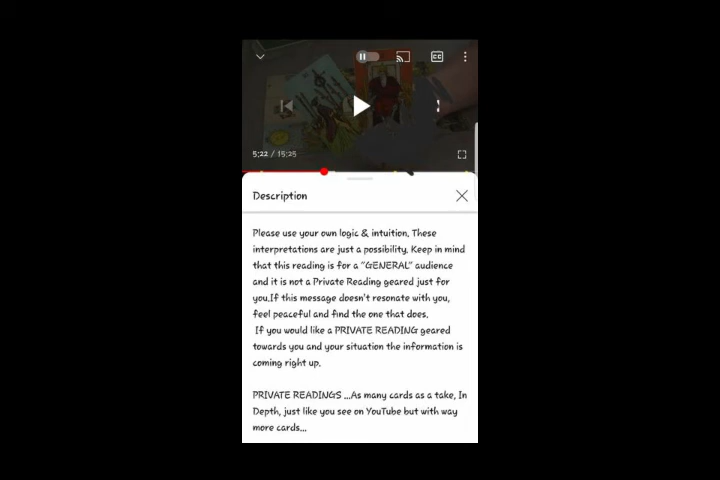 CC
5:22 / 15:25
Description
Please use your own logic & intuition, These
interpretations are just a possibility. Keep in mind
that this reading is for a "GENERAL" audience
and it is not a Private Reading geared just for
you.If this message doesn't resonate with you,
feel peaceful and find the one that does.
If you would like a PRIVATE READING geared
towards you and your situation the information is
coming right up.
PRIVATE READINGS ...As many cards as a take, In
Depth, just like you see on YouTube but with way
more cards...